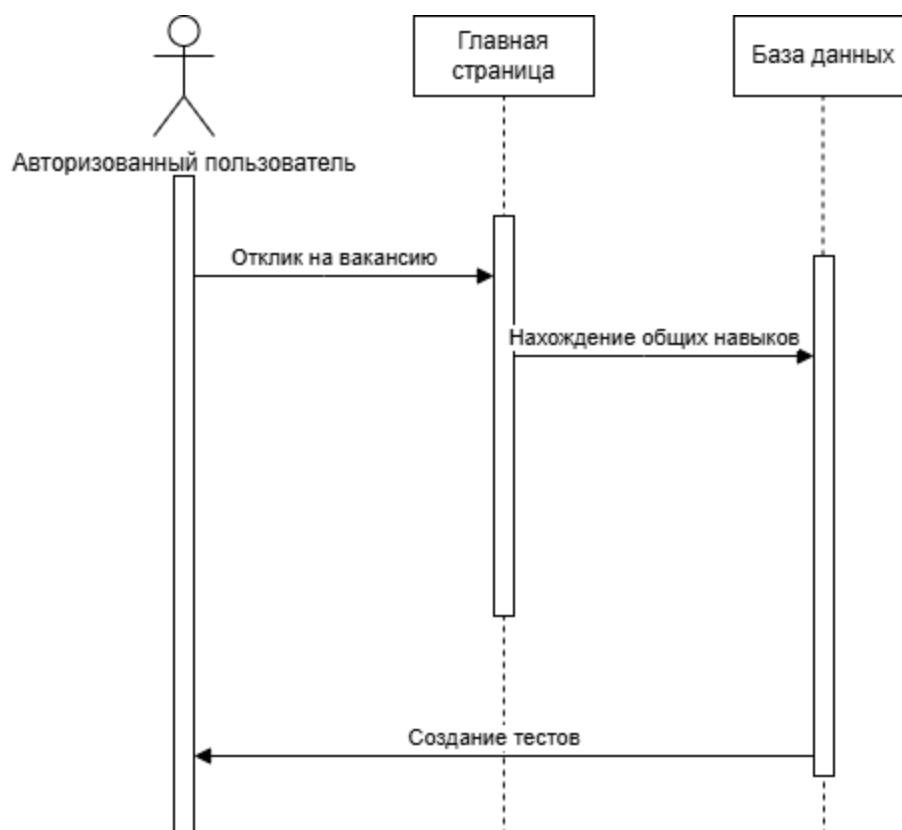 Главная
страница
База данных
Авторизованный пользователь
Отклик на вакансию
Нахождение общих навыков
Создание тестов